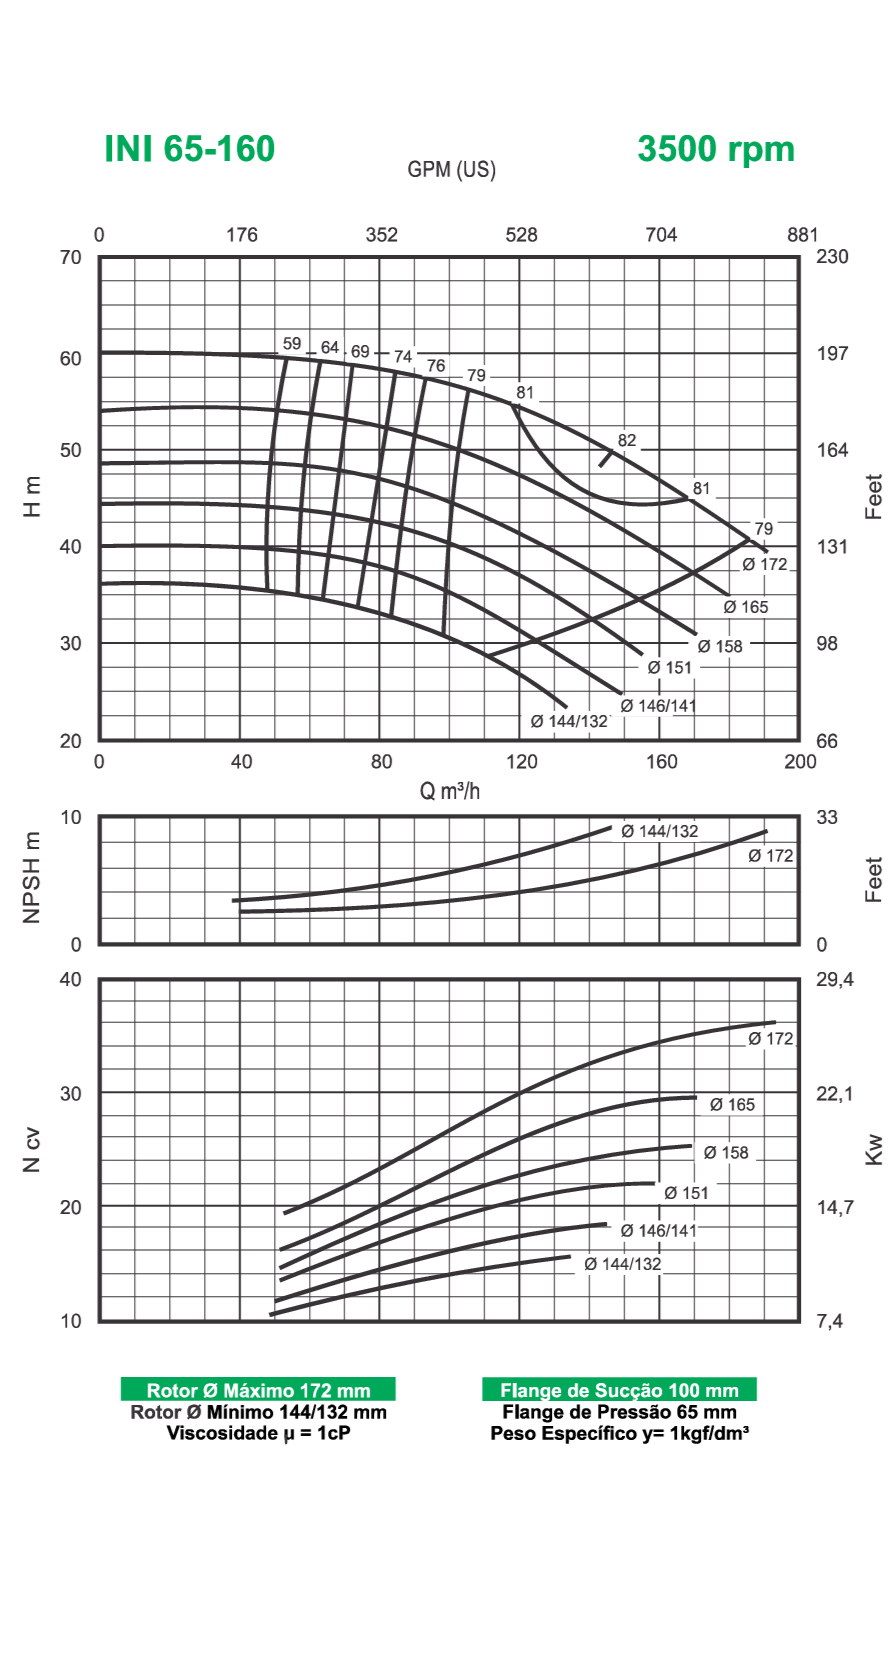 INI 65-160
3500 rpm
GPM (US)
0 176 352 528 704 881
70 230
60 197
50 164
40 131
30 98
20 66
H m
Feet
59 64 69 74 76 79 81 82 81 79
Ø 172
Ø 165
Ø 158
Ø 151
Ø 146/141
Ø 144/132
0 40 80 120 160 200
Q m³/h
10 33
0 0
NPSH m
Feet
Ø 144/132
Ø 172
40 29,4
30 22,1
20 14,7
10 7,4
N cv
Kw
Ø 172
Ø 165
Ø 158
Ø 151
Ø 146/141
Ø 144/132
Rotor Ø Máximo 172 mm
Rotor Ø Mínimo 144/132 mm
Viscosidade µ = 1cP
Flange de Sucção 100 mm
Flange de Pressão 65 mm
Peso Específico y= 1kgf/dm³